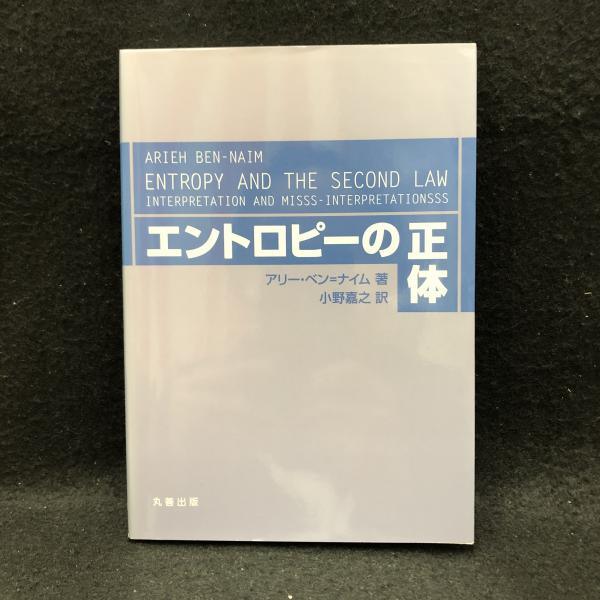 ARIEH BEN-NAIM
ENTROPY AND THE SECOND LAW
INTERPRETATION AND MISSS-INTERPRETATIONSSS
エントロピーの正体
アリー・ベン=ナイム 著
小野嘉之 訳
丸善出版